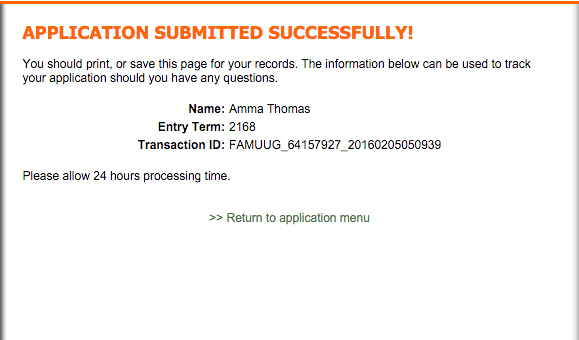 APPLICATION SUBMITTED SUCCESSFULLY!
You should print, or save this page for your records. The information below can be used to track
your application should you have any questions.
Name: Amma Thomas
Entry Term: 2168
Transaction ID: FAMUUG_64157927_20160205050939
Please allow 24 hours processing time.
>> Return to application menu